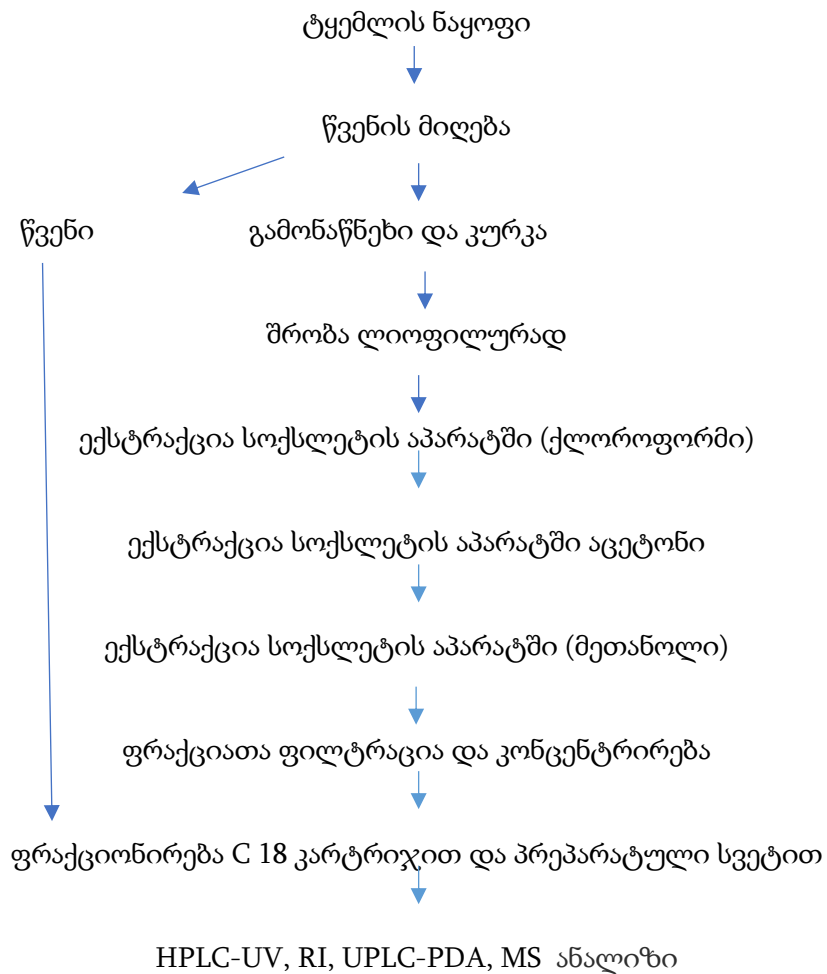 ტყემლის ნაყოფი
წვენის მიღება
წვენი
გამონაწნეხი და კურკა
შრობა ლიოფილურად
ექსტრაქცია სოქსლეტის აპარატში (ქლოროფორმი)
ექსტრაქცია სოქსლეტის აპარატში აცეტონი
ექსტრაქცია სოქსლეტის აპარატში (მეთანოლი)
ფრაქციათა ფილტრაცია და კონცენტრირება
ფრაქციონირება C 18 კარტრიჯით და პრეპარატული სვეტით
HPLC-UV, RI, UPLC-PDA, MS ანალიზი